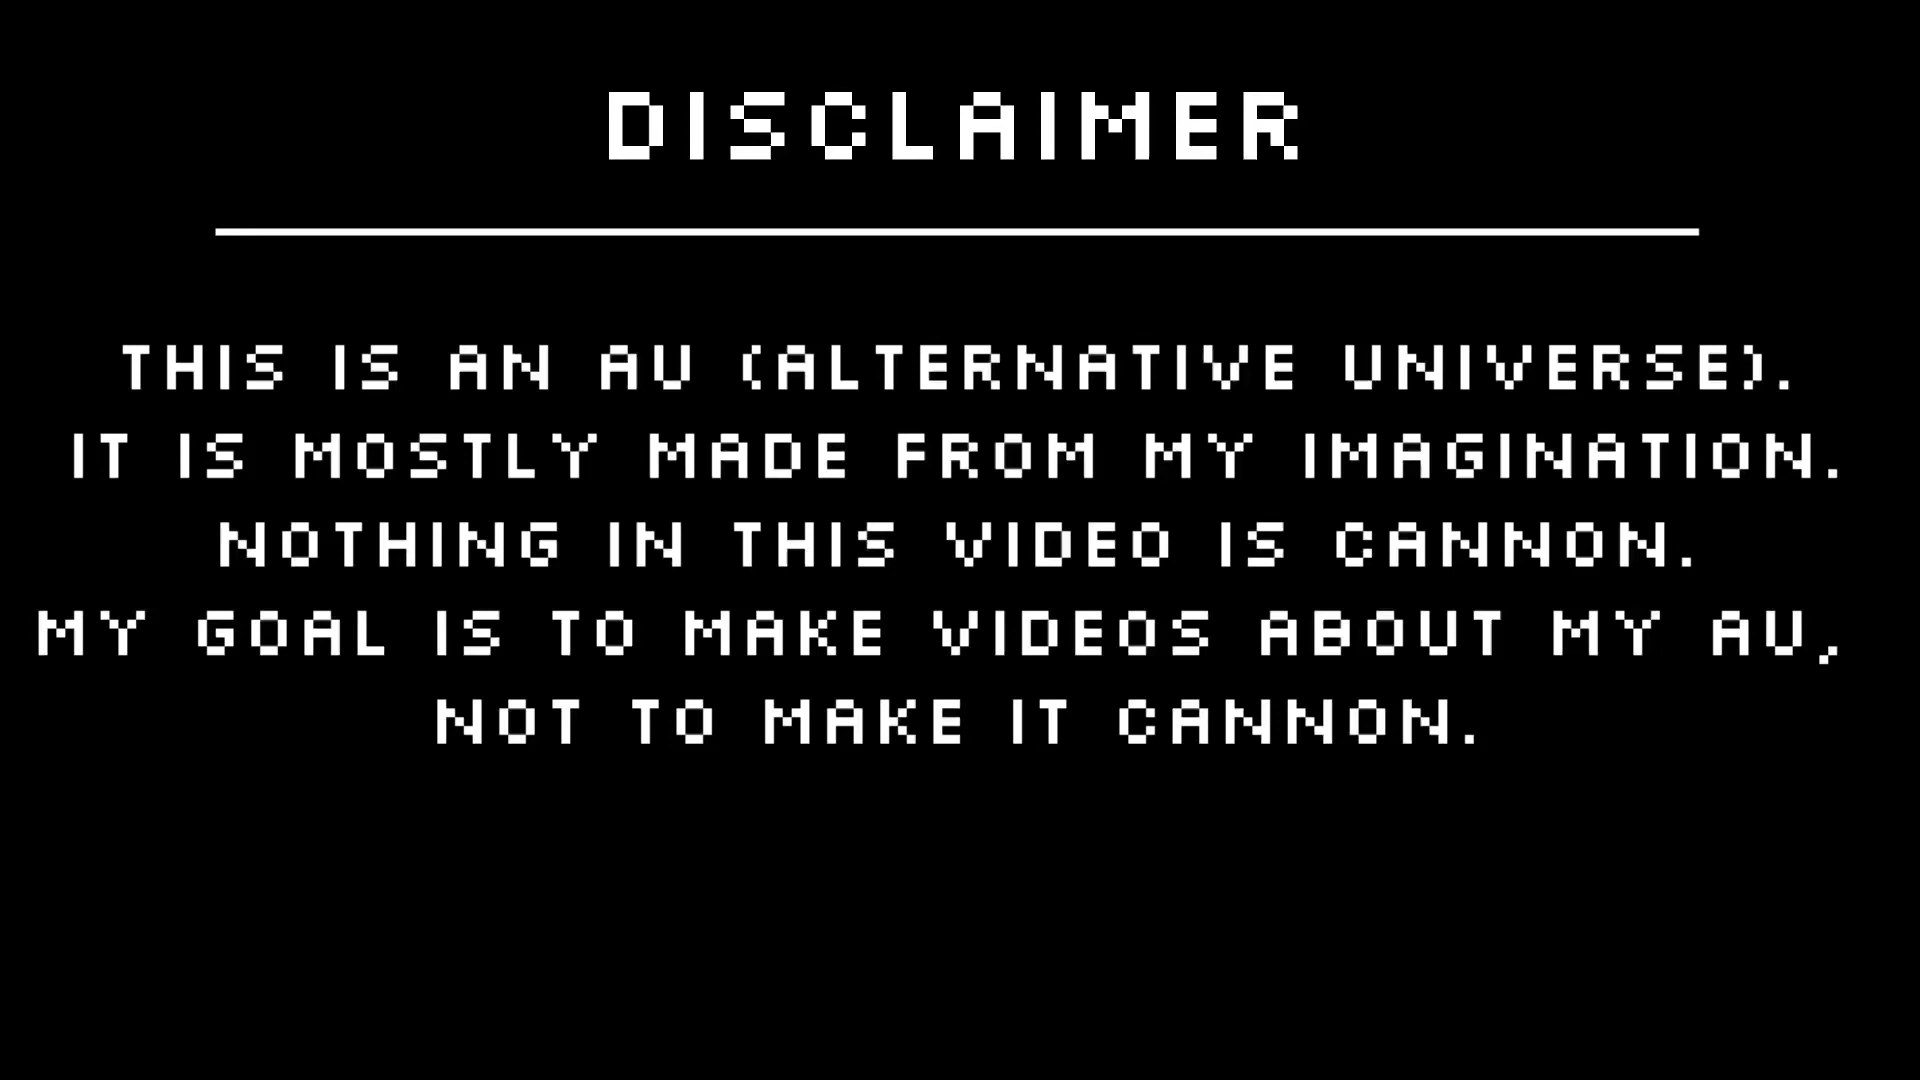 DISCLAIMER
THIS IS AN AU (ALTERNATIVE UNIVERSE).
IT IS MOSTLY MADE FROM MY IMAGINATION.
NOTHING IN THIS VIDEO IS CANNON.
MY GOAL IS TO MAKE VIDEOS ABOUT MY AU,
NOT TO MAKE IT CANNON.